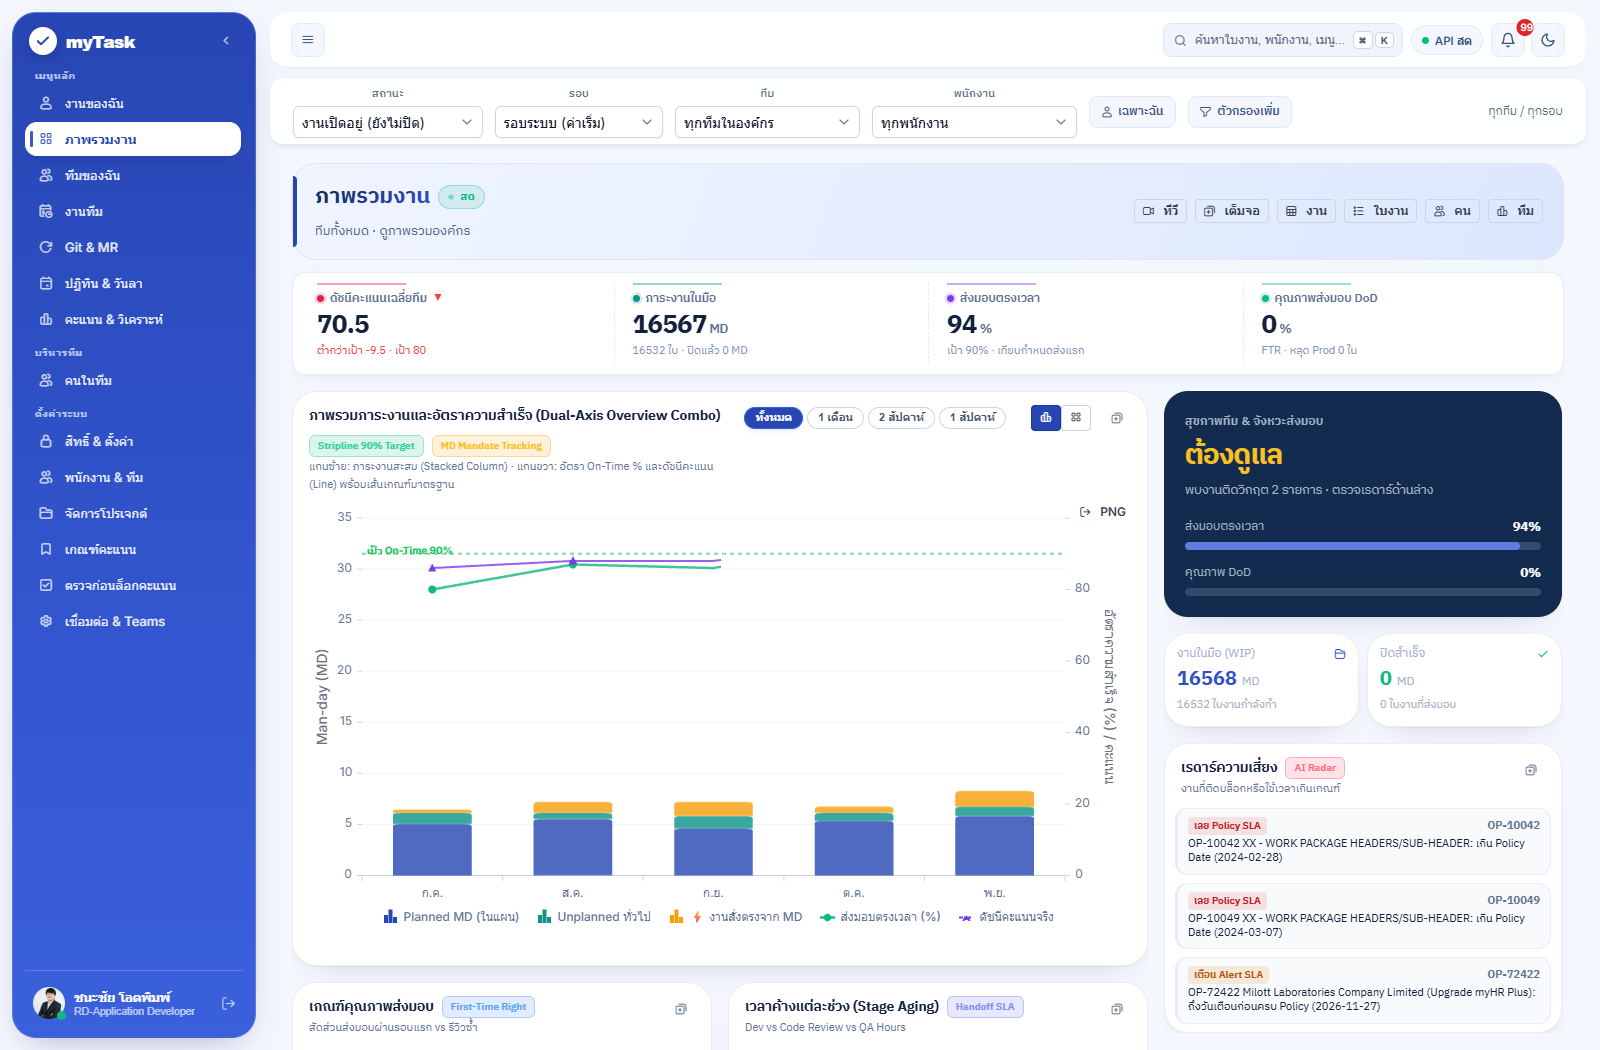 myTask
เมนูหลัก
งานของฉัน
ภาพรวมงาน
ทีมของฉัน
งานทีม
Git & MR
ปฏิทิน & วันลา
คะแนน & วิเคราะห์
บริหารทีม
คนในทีม
ตั้งค่าระบบ
สิทธิ์ & ตั้งค่า
พนักงาน & ทีม
จัดการโปรเจกต์
เกณฑ์คะแนน
ตรวจก่อนล็อกคะแนน
เชื่อมต่อ & Teams
ชนะชัย โอดพิมพ์
RD-Application Developer
ค้นหาใบงาน, พนักงาน, เมนู... ⌘ K
API สด
99
สถานะ
งานเปิดอยู่ (ยังไม่ปิด)
รอบ
รอบระบบ (ค่าเริ่ม)
ทีม
ทุกทีมในองค์กร
พนักงาน
ทุกพนักงาน
เฉพาะฉัน
ตัวกรองเพิ่ม
ทุกทีม / ทุกรอบ
ภาพรวมงาน สด
ทีมทั้งหมด · ดูภาพรวมองค์กร
ทีวี เต็มจอ งาน ใบงาน คน ทีม
ดัชนีคะแนนเฉลี่ยทีม ▼
70.5
ต่ำกว่าเป้า -9.5 · เป้า 80
ภาระงานในมือ
16567 MD
16532 ใบ · ปิดแล้ว 0 MD
ส่งมอบตรงเวลา
94 %
เป้า 90% · เทียบกำหนดส่งแรก
คุณภาพส่งมอบ DoD
0 %
FTR · หลุด Prod 0 ใบ
ภาพรวมภาระงานและอัตราความสำเร็จ (Dual-Axis Overview Combo)
ทั้งหมด 1 เดือน 2 สัปดาห์ 1 สัปดาห์
Stripline 90% Target MD Mandate Tracking
แกนซ้าย: ภาระงานสะสม (Stacked Column) · แกนขวา: อัตรา On-Time % และดัชนีคะแนน
(Line) พร้อมเส้นเกณฑ์มาตรฐาน
PNG
เป้า On-Time 90%
35
30
25
20
15
10
5
0
Man-day (MD)
80
60
40
20
0
อัตราความสำเร็จ (%) / คะแนน
ก.ค. ส.ค. ก.ย. ต.ค. พ.ย.
Planned MD (ในแผน) Unplanned ทั่วไป งานสั่งตรงจาก MD ส่งมอบตรงเวลา (%) ดัชนีคะแนนจริง
สุขภาพทีม & จังหวะส่งมอบ
ต้องดูแล
พบงานติดวิกฤต 2 รายการ · ตรวจเรดาร์ด้านล่าง
ส่งมอบตรงเวลา 94%
คุณภาพ DoD 0%
งานในมือ (WIP)
16568 MD
16532 ใบงานกำลังทำ
ปิดสำเร็จ
0 MD
0 ใบงานที่ส่งมอบ
เรดาร์ความเสี่ยง AI Radar
งานที่ติดบล็อกหรือใช้เวลาเกินเกณฑ์
เลย Policy SLA OP-10042
OP-10042 XX - WORK PACKAGE HEADERS/SUB-HEADER: เกิน Policy
Date (2024-02-28)
เลย Policy SLA OP-10049
OP-10049 XX - WORK PACKAGE HEADERS/SUB-HEADER: เกิน Policy
Date (2024-03-07)
เตือน Alert SLA OP-72422
OP-72422 Milott Laboratories Company Limited (Upgrade myHR Plus):
ถึงวันเตือนก่อนครบ Policy (2026-11-27)
เกณฑ์คุณภาพส่งมอบ First-Time Right
สัดส่วนส่งมอบผ่านรอบแรก vs รีวิวซ้ำ
เวลาค้างแต่ละช่วง (Stage Aging) Handoff SLA
Dev vs Code Review vs QA Hours